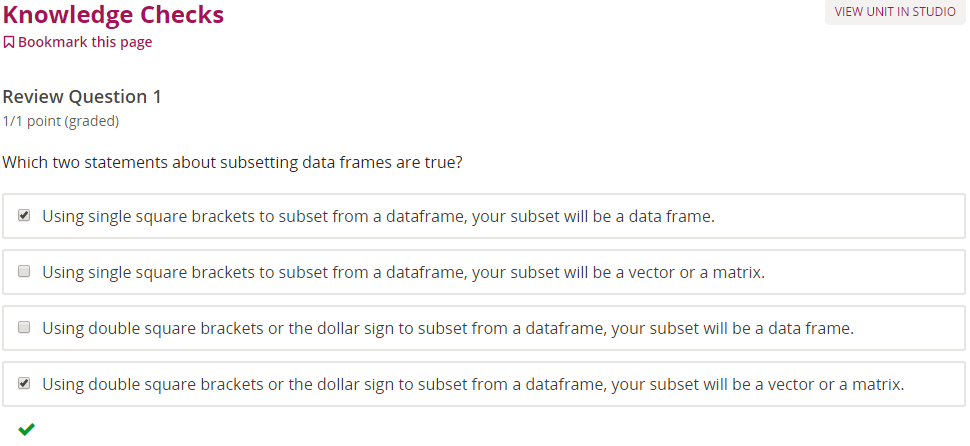 Knowledge Checks
VIEW UNIT IN STUDIO
Bookmark this page
Review Question 1
1/1 point (graded)
Which two statements about subsetting data frames are true?
Using single square brackets to subset from a dataframe, your subset will be a data frame.
Using single square brackets to subset from a dataframe, your subset will be a vector or a matrix.
Using double square brackets or the dollar sign to subset from a dataframe, your subset will be a data frame.
Using double square brackets or the dollar sign to subset from a dataframe, your subset will be a vector or a matrix.